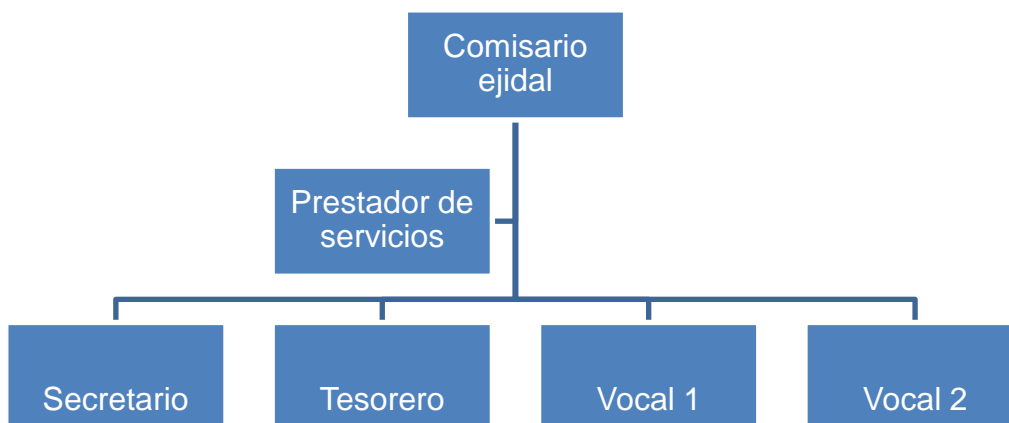 Comisario
ejidal
Prestador de
servicios
Secretario
Tesorero
Vocal 1
Vocal 2